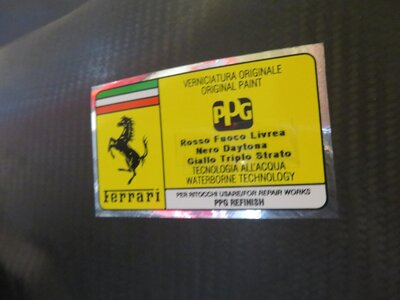 VERNICIATURA ORIGINALE
ORIGINAL PAINT
PPG
Rosso Fuoco Livrea
Nero Daytona
Giallo Triplo Strato
TECNOLOGIA ALL'ACQUA
WATERBORNE TECHNOLOGY
Ferrari
PER RITOCCHI USARE/FOR REPAIR WORKS
PPG REFINISH